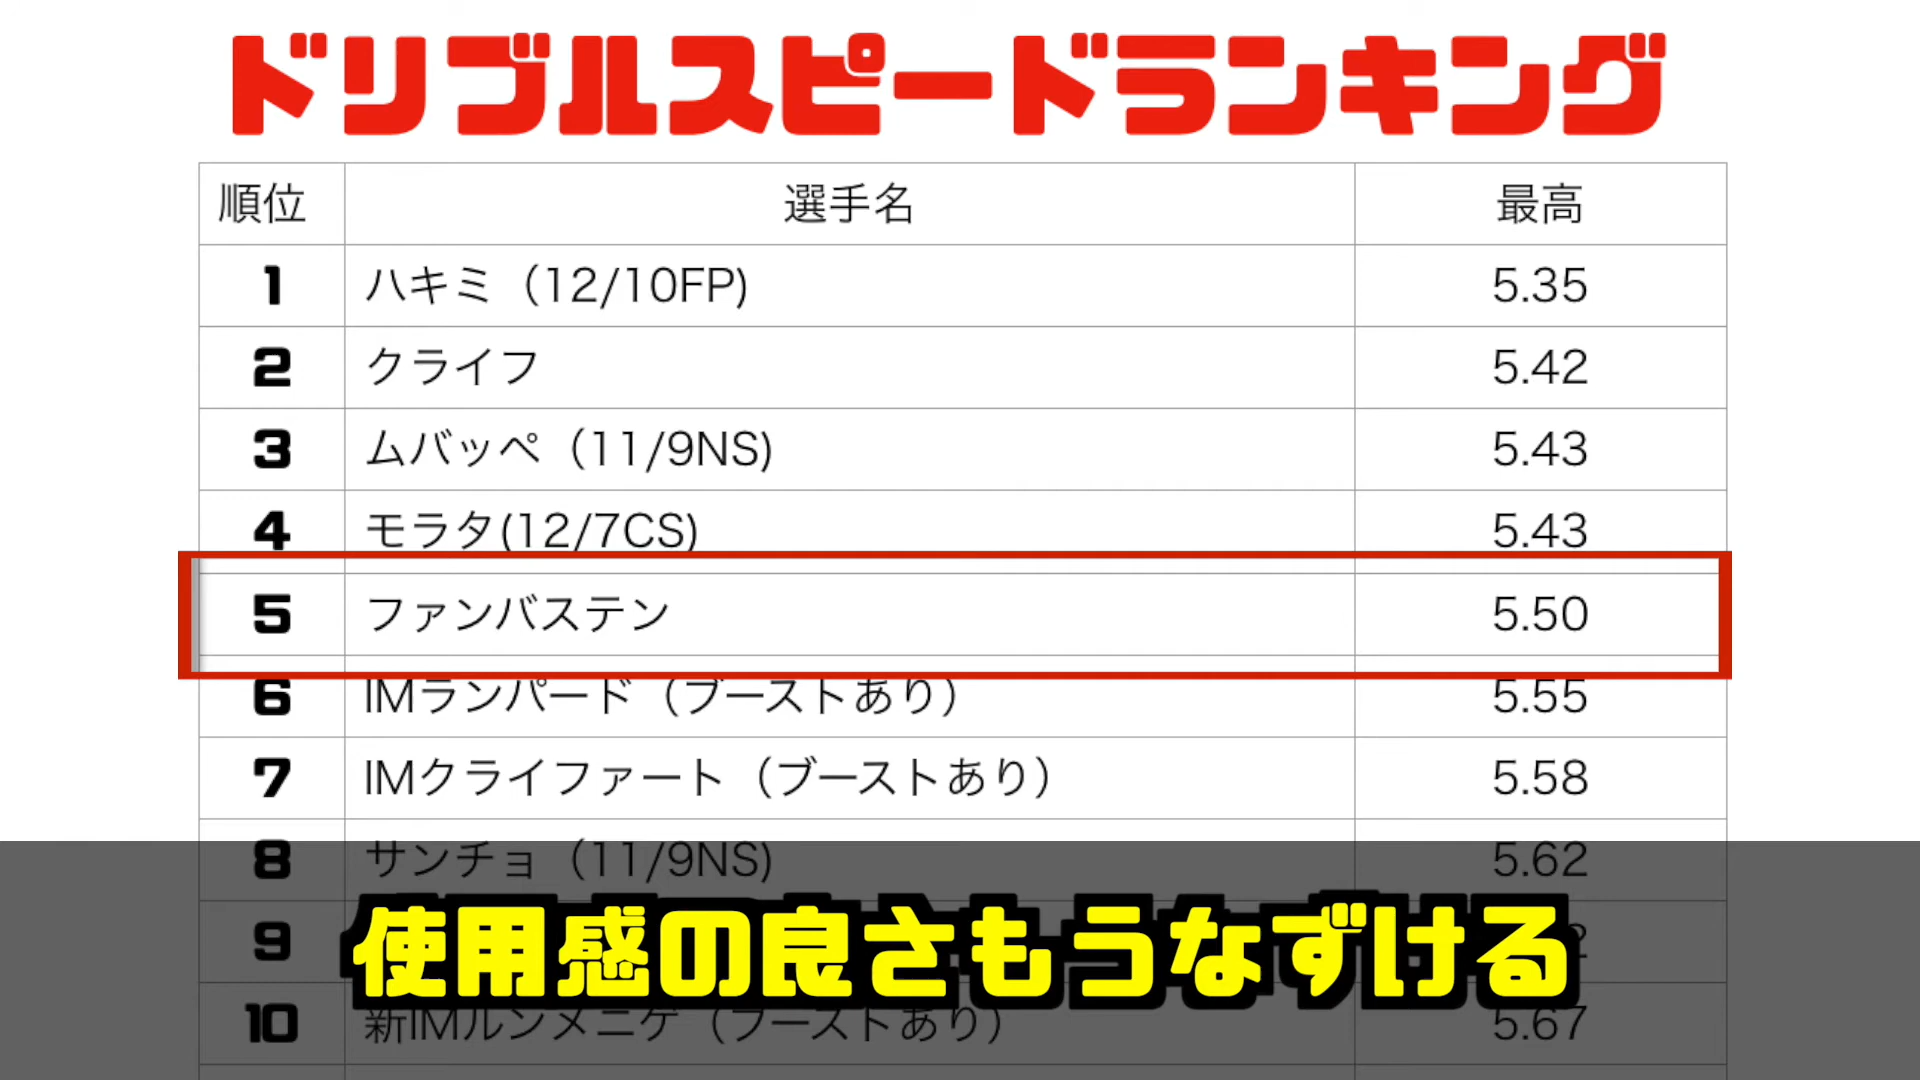 ドリブルスピードランキング
順位 選手名 最高
1 ハキミ（12/10FP) 5.35
2 クライフ 5.42
3 ムバッペ（11/9NS) 5.43
4 モラタ(12/7CS) 5.43
5 ファンバステン 5.50
6 IMランパード（ブーストあり） 5.55
7 IMクライファート（ブーストあり） 5.58
8 サンチョ（11/9NS) 5.62
9
使用感の良さもうなずける
10 新IMルンメニゲ（ブーストあり） 5.67